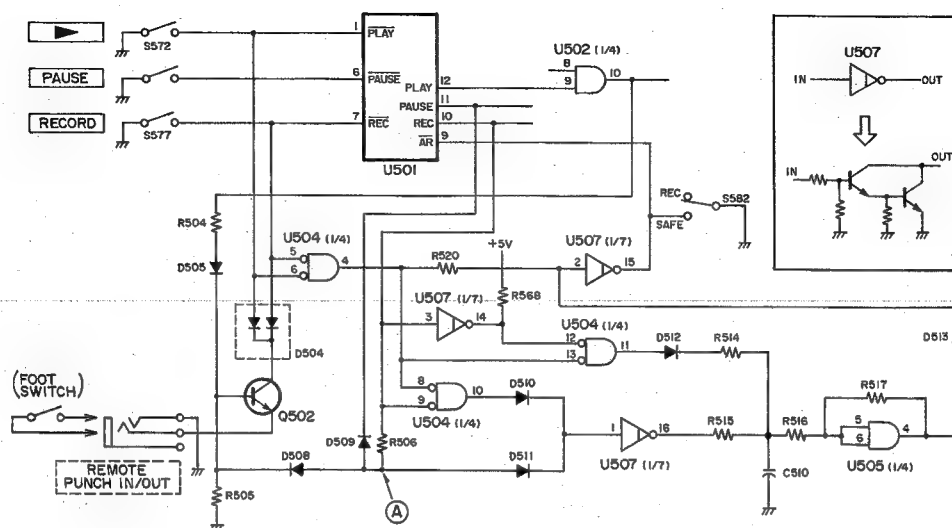 ▶
S572
1
PLAY
PAUSE
6
PAUSE
PLAY
12
RECORD
S577
7
REC
PAUSE
11
REC
10
AR
9
U501
U502 (1/4)
8
9
10
U507
IN
OUT
IN
OUT
REC
SAFE
S582
R504
D505
U504 (1/4)
5
6
4
R520
+5V
R568
U507 (1/7)
2
15
U507 (1/7)
3
14
U504 (1/4)
12
13
11
D512
R514
D513
D504
(FOOT
SWITCH)
Q502
8
9
10
U504 (1/4)
D510
R517
D509
R506
1
16
U507 (1/7)
R515
R516
5
6
4
U505 (1/4)
REMOTE
PUNCH IN/OUT
D508
D511
C510
R505
A